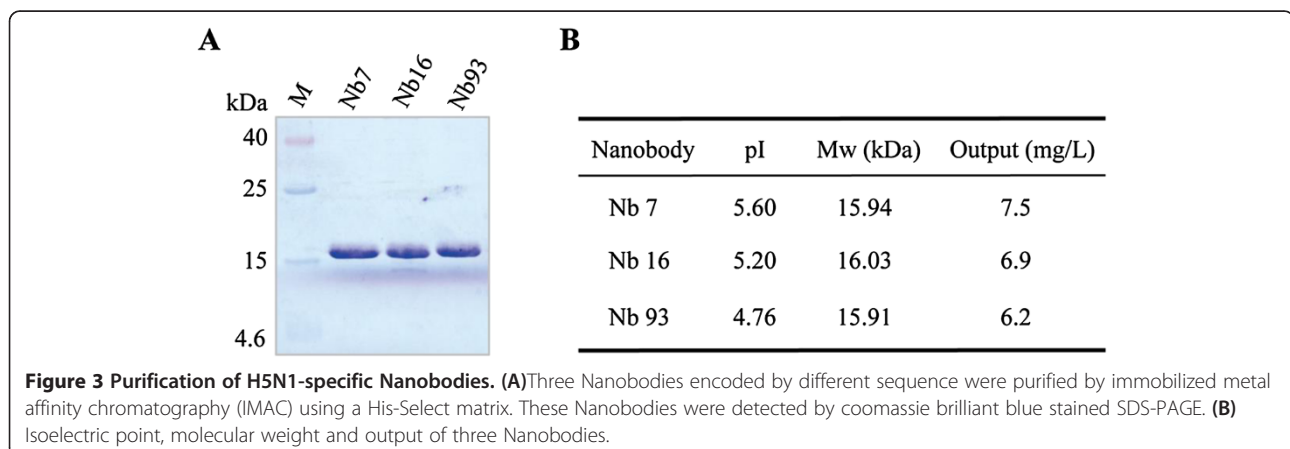 A
B
kDa M Nb7 Nb16 Nb93
40
25
15
4.6
Nanobody pI Mw (kDa) Output (mg/L)
Nb 7 5.60 15.94 7.5
Nb 16 5.20 16.03 6.9
Nb 93 4.76 15.91 6.2
Figure 3 Purification of H5N1-specific Nanobodies. (A)Three Nanobodies encoded by different sequence were purified by immobilized metal
affinity chromatography (IMAC) using a His-Select matrix. These Nanobodies were detected by coomassie brilliant blue stained SDS-PAGE. (B)
Isoelectric point, molecular weight and output of three Nanobodies.